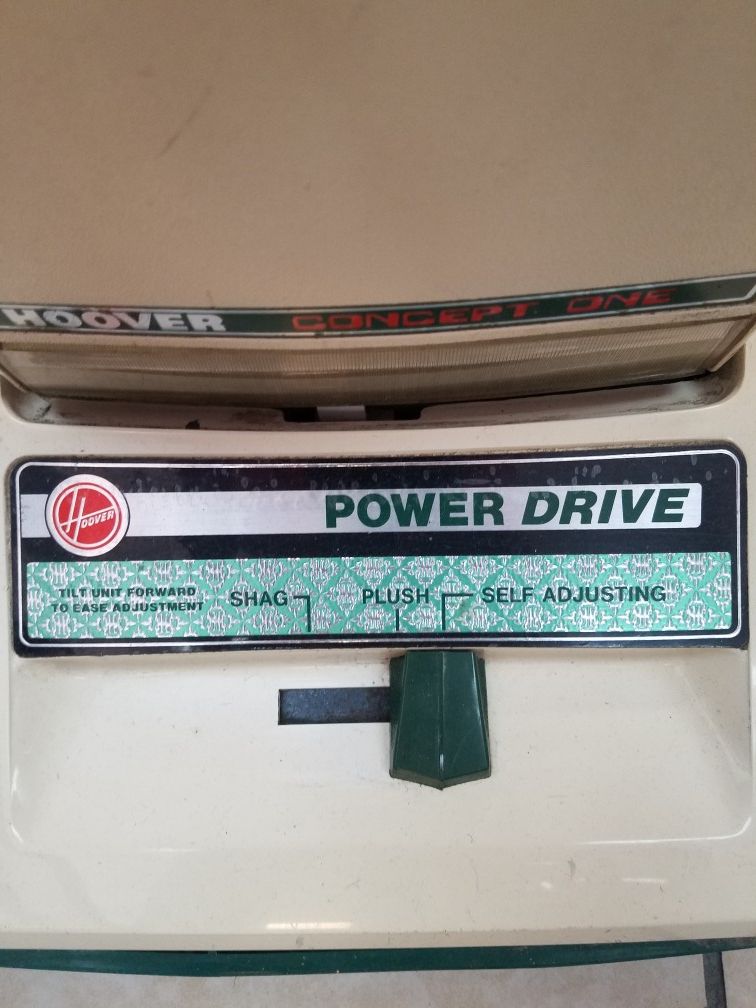 HOOVER CONCEPT ONE
HOOVER
POWER DRIVE
TILT UNIT FORWARD
TO EASE ADJUSTMENT
SHAG PLUSH SELF ADJUSTING